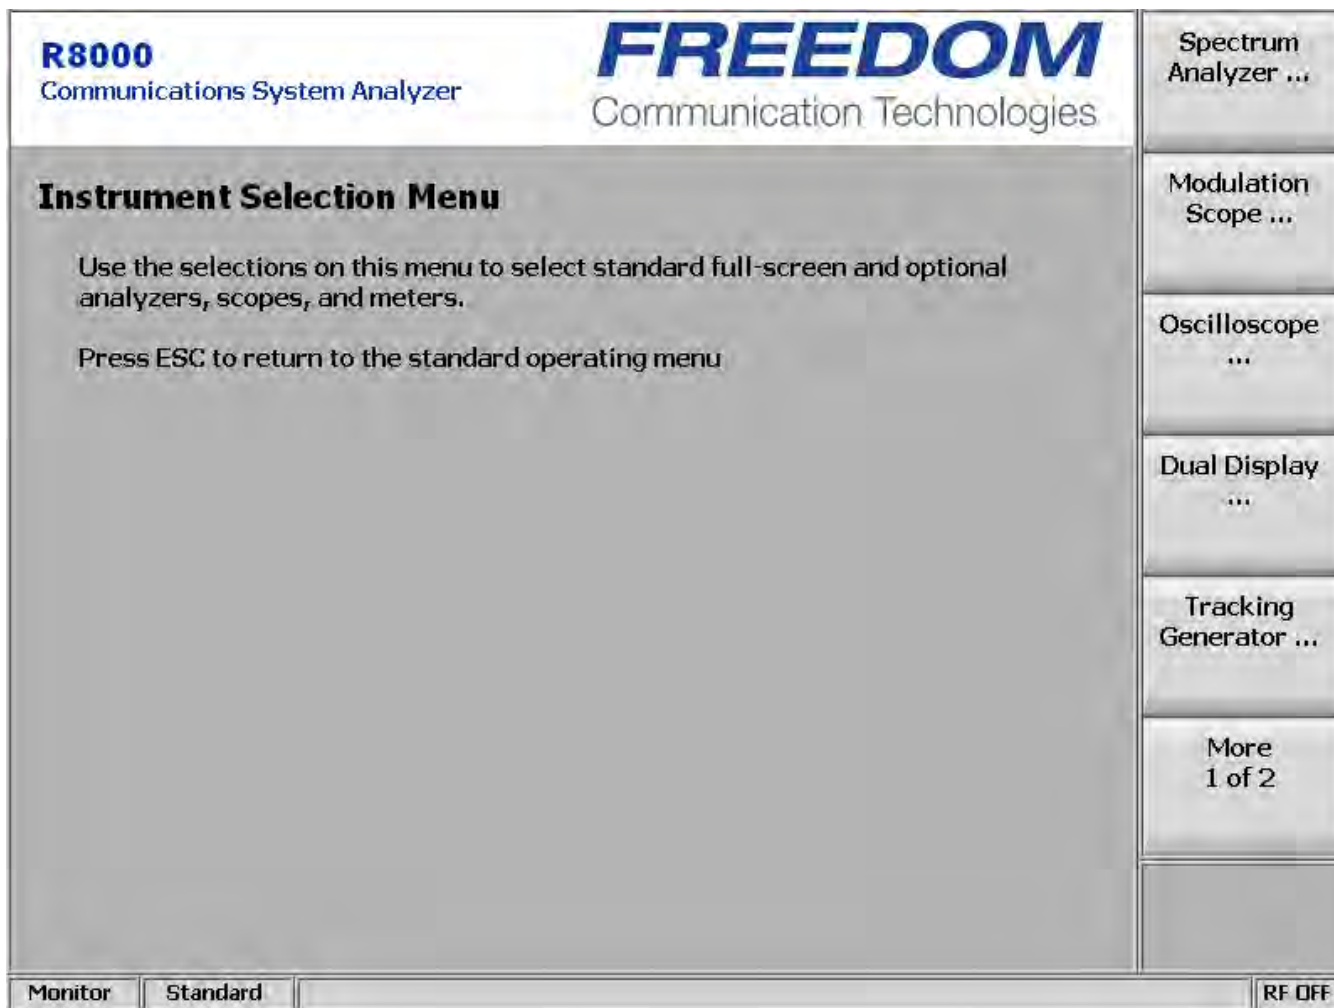 R8000
Communications System Analyzer
FREEDOM
Communication Technologies
Instrument Selection Menu
Use the selections on this menu to select standard full-screen and optional
analyzers, scopes, and meters.
Press ESC to return to the standard operating menu
Spectrum
Analyzer ...
Modulation
Scope ...
Oscilloscope
...
Dual Display
...
Tracking
Generator ...
More
1 of 2
Monitor
Standard
RF OFF